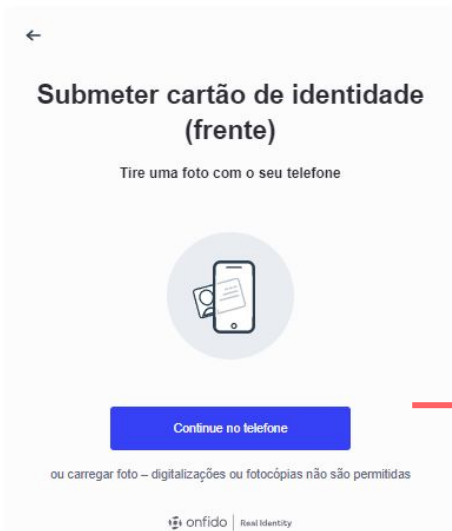 Submeter cartão de identidade
(frente)
Tire uma foto com o seu telefone
Continue no telefone
ou carregar foto – digitalizações ou fotocópias não são permitidas
onfido | Real Identity